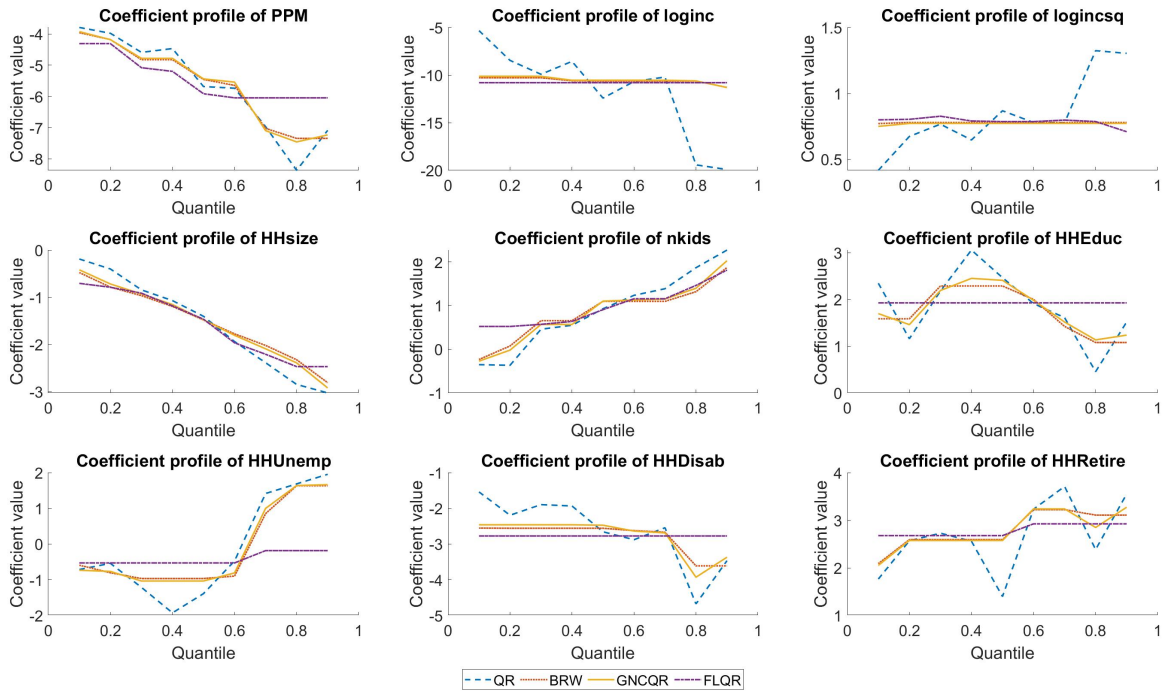 Coefficient profile of PPM
Coefficient value
-4
-5
-6
-7
-8
0 0.2 0.4 0.6 0.8 1
Quantile
Coefficient profile of loginc
Coefficient value
-5
-10
-15
-20
0 0.2 0.4 0.6 0.8 1
Quantile
Coefficient profile of logincsq
Coefficient value
1.5
1
0.5
0 0.2 0.4 0.6 0.8 1
Quantile
Coefficient profile of HHsize
Coefficient value
0
-1
-2
-3
0 0.2 0.4 0.6 0.8 1
Quantile
Coefficient profile of nkids
Coefficient value
2
1
0
-1
0 0.2 0.4 0.6 0.8 1
Quantile
Coefficient profile of HHEduc
Coefficient value
3
2
1
0
0 0.2 0.4 0.6 0.8 1
Quantile
Coefficient profile of HHUnemp
Coefficient value
2
1
0
-1
-2
0 0.2 0.4 0.6 0.8 1
Quantile
Coefficient profile of HHDisab
Coefficient value
-1
-2
-3
-4
-5
0 0.2 0.4 0.6 0.8 1
Quantile
Coefficient profile of HHRetire
Coefficient value
4
3
2
1
0 0.2 0.4 0.6 0.8 1
Quantile
QR BRW GNCQR FLQR